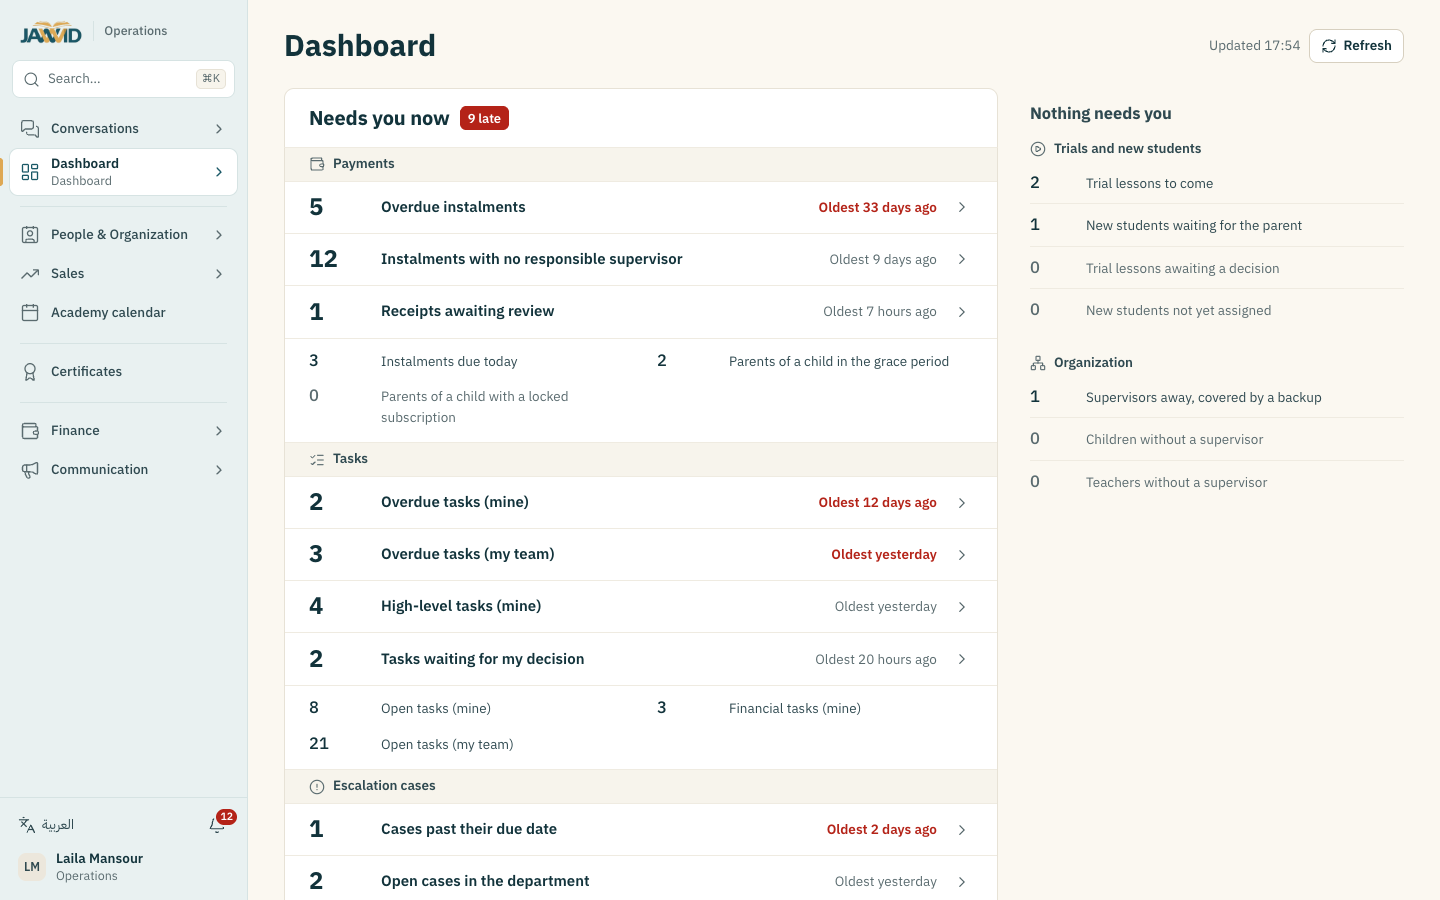 JAWID
Operations
Search...
⌘K
Conversations
Dashboard
Dashboard
People & Organization
Sales
Academy calendar
Certificates
Finance
Communication
العربية
12
LM
Laila Mansour
Operations
Dashboard
Updated 17:54
Refresh
Needs you now
9 late
Payments
5 Overdue instalments Oldest 33 days ago
12 Instalments with no responsible supervisor Oldest 9 days ago
1 Receipts awaiting review Oldest 7 hours ago
3 Instalments due today
2 Parents of a child in the grace period
0 Parents of a child with a locked
subscription
Tasks
2 Overdue tasks (mine) Oldest 12 days ago
3 Overdue tasks (my team) Oldest yesterday
4 High-level tasks (mine) Oldest yesterday
2 Tasks waiting for my decision Oldest 20 hours ago
8 Open tasks (mine)
3 Financial tasks (mine)
21 Open tasks (my team)
Escalation cases
1 Cases past their due date Oldest 2 days ago
2 Open cases in the department Oldest yesterday
Nothing needs you
Trials and new students
2 Trial lessons to come
1 New students waiting for the parent
0 Trial lessons awaiting a decision
0 New students not yet assigned
Organization
1 Supervisors away, covered by a backup
0 Children without a supervisor
0 Teachers without a supervisor